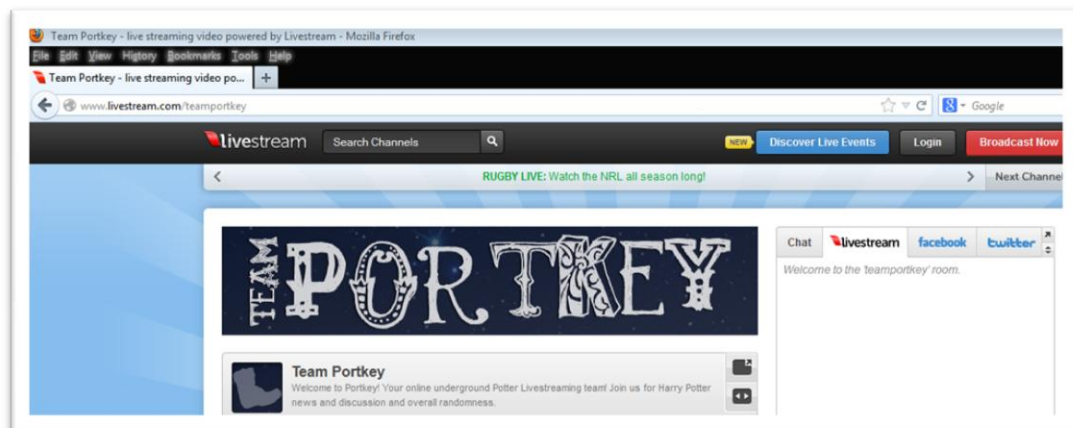 Team Portkey - live streaming video powered by Livestream - Mozilla Firefox
File Edit View History Bookmarks Tools Help
Team Portkey - live streaming video po... +
www.livestream.com/teamportkey Google
livestream Search Channels NEW Discover Live Events Login Broadcast Now
RUGBY LIVE: Watch the NRL all season long! Next Channel
TEAM PORTKEY
Chat livestream facebook twitter
Welcome to the 'teamportkey' room.
Team Portkey
Welcome to Portkey! Your online underground Potter Livestreaming team! Join us for Harry Potter
news and discussion and overall randomness.